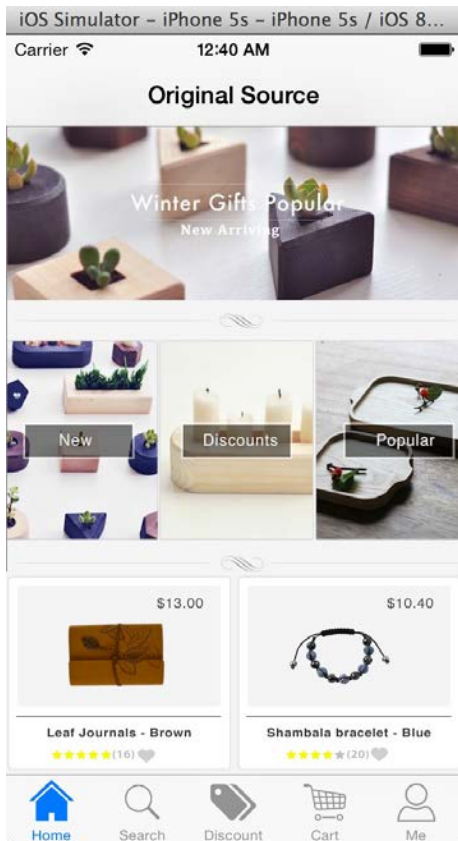 iOS Simulator – iPhone 5s – iPhone 5s / iOS 8...
Carrier 12:40 AM
Original Source
Winter Gifts Popular
New Arriving
New Discounts Popular
$13.00 $10.40
Leaf Journals - Brown Shambala bracelet - Blue
(16) (20)
Home Search Discount Cart Me